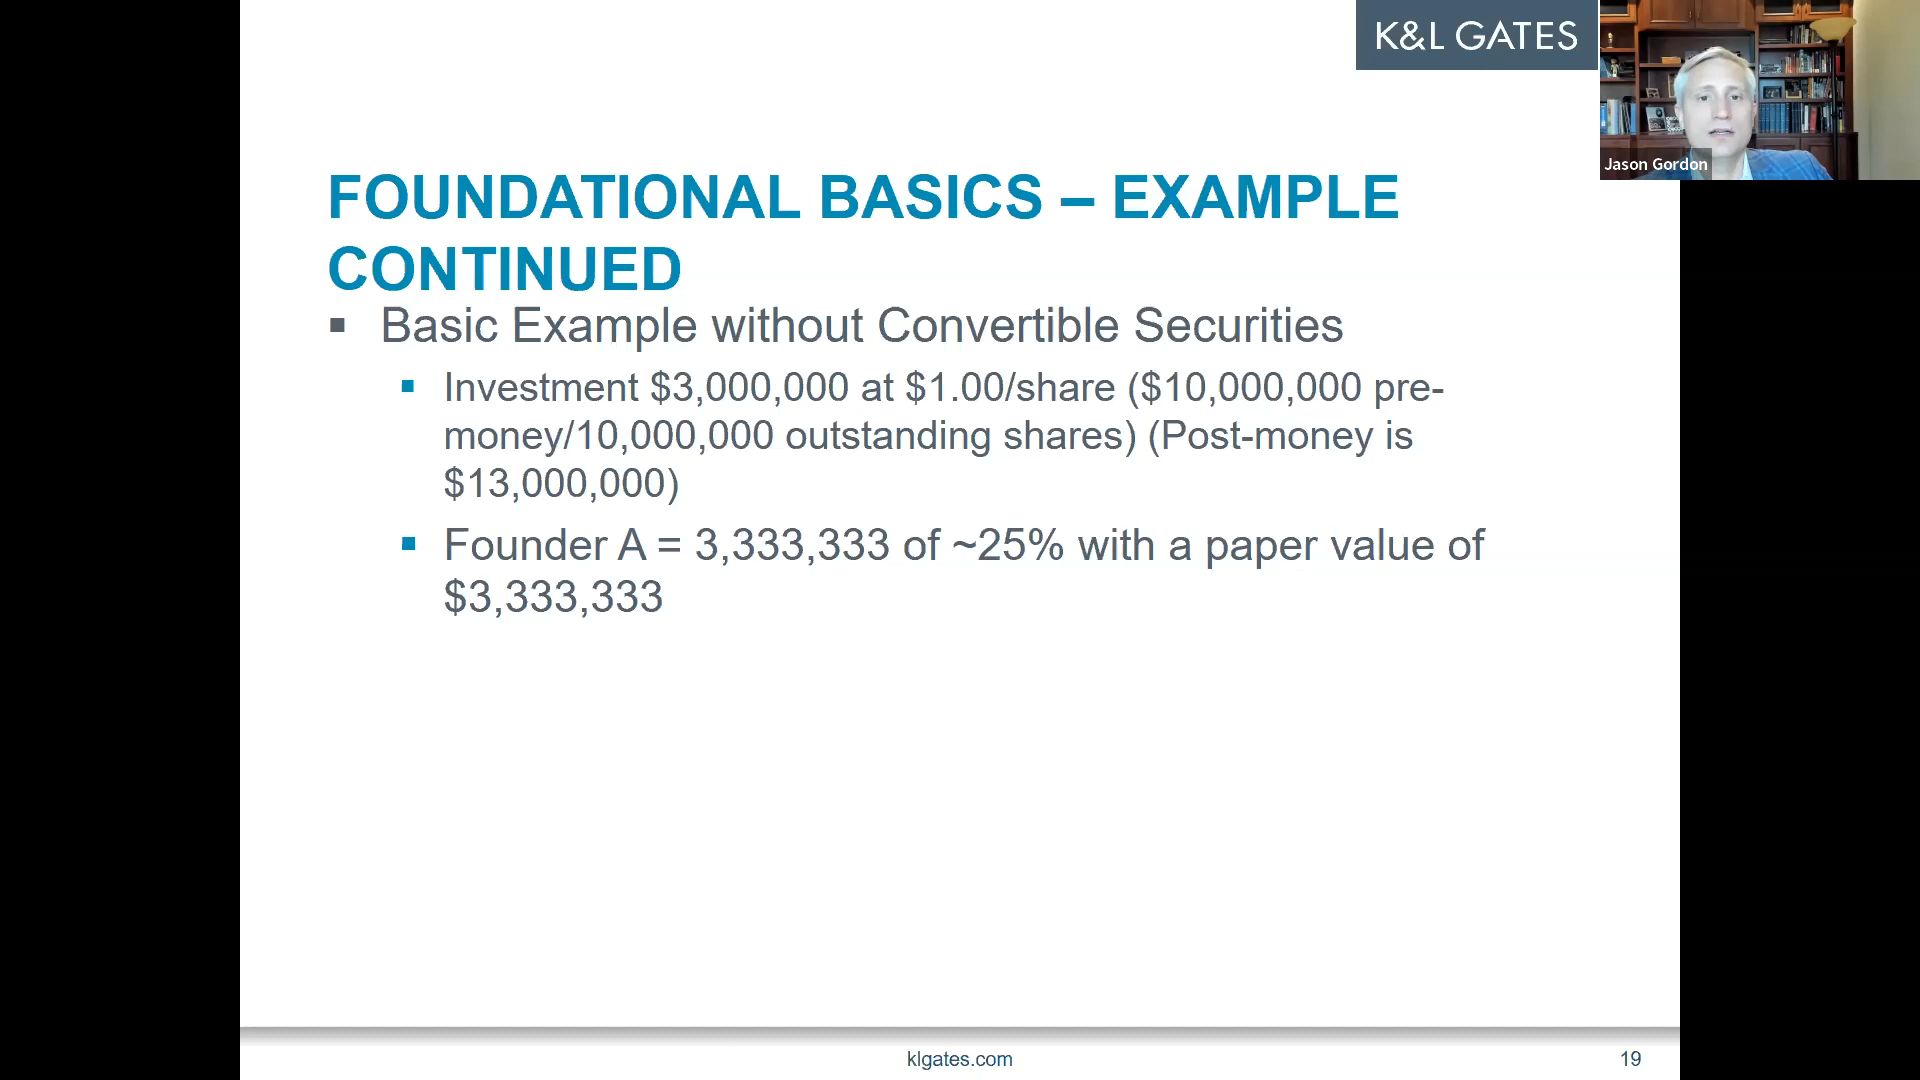 K&L GATES
Jason Gordon
FOUNDATIONAL BASICS – EXAMPLE
CONTINUED
▪ Basic Example without Convertible Securities
▪ Investment $3,000,000 at $1.00/share ($10,000,000 pre-
money/10,000,000 outstanding shares) (Post-money is
$13,000,000)
▪ Founder A = 3,333,333 of ~25% with a paper value of
$3,333,333
klgates.com
19